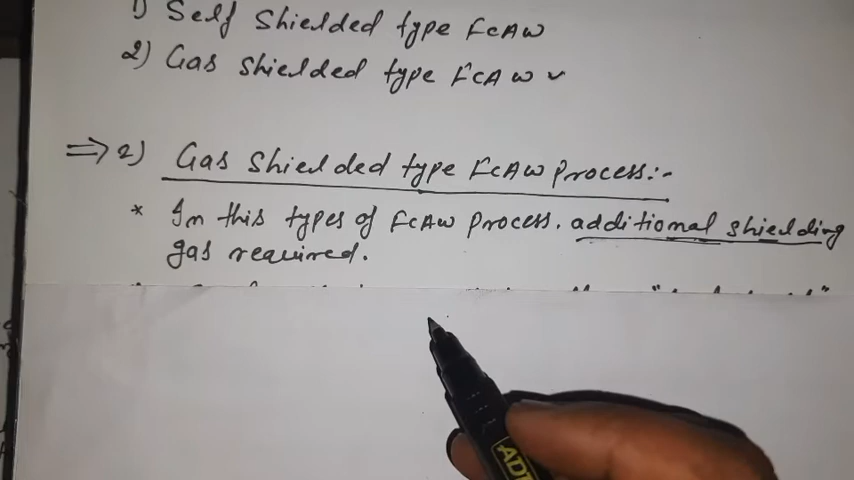 1) Self Shielded type FCAW
2) Gas Shielded type FCAW ✓
⇒ 2) Gas Shielded type FCAW Process:-
* In this types of FCAW Process. additional shielding
gas required.